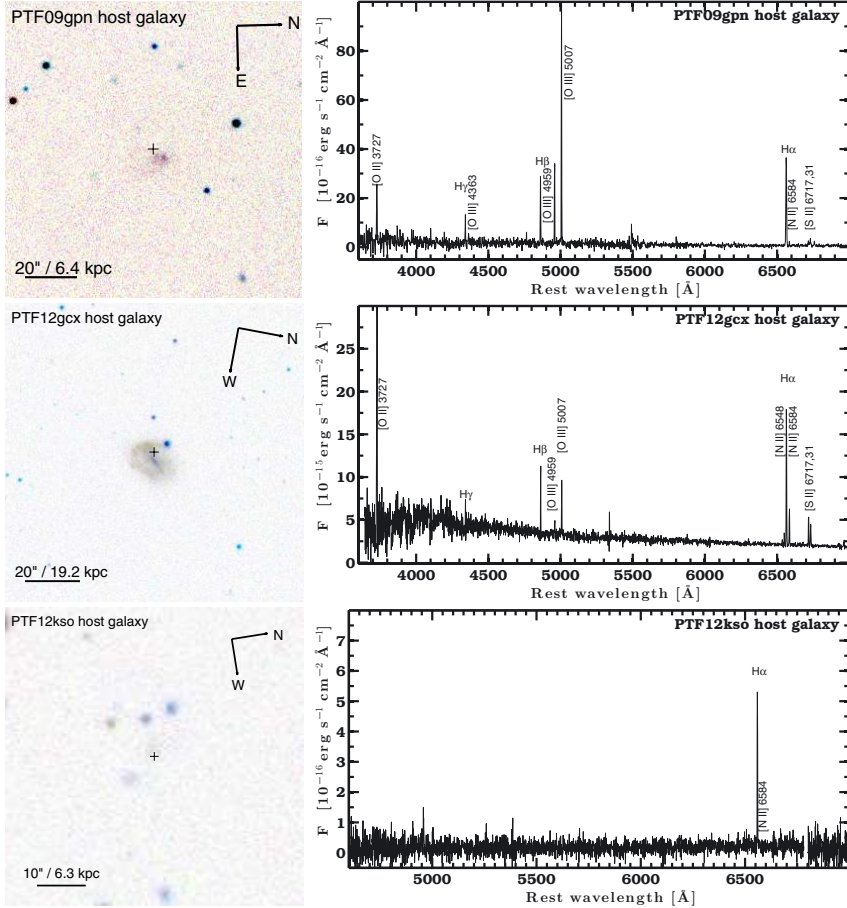 PTF09gpn host galaxy
N
E
20" / 6.4 kpc
PTF09gpn host galaxy
F [10⁻¹⁶ erg s⁻¹ cm⁻² Å⁻¹]
80
60
40
20
0
[O II] 3727
Hγ
[O III] 4363
Hβ
[O III] 4959
[O III] 5007
Hα
[N II] 6584
[S II] 6717,31
4000 4500 5000 5500 6000 6500
Rest wavelength [Å]
PTF12gcx host galaxy
N
W
20" / 19.2 kpc
PTF12gcx host galaxy
F [10⁻¹⁵ erg s⁻¹ cm⁻² Å⁻¹]
25
20
15
10
5
0
[O II] 3727
Hγ
Hβ
[O III] 4959
[O III] 5007
[N II] 6548
Hα
[N II] 6584
[S II] 6717,31
4000 4500 5000 5500 6000 6500
Rest wavelength [Å]
PTF12kso host galaxy
N
W
10" / 6.3 kpc
PTF12kso host galaxy
F [10⁻¹⁶ erg s⁻¹ cm⁻² Å⁻¹]
7
6
5
4
3
2
1
0
Hα
[N II] 6584
5000 5500 6000 6500
Rest wavelength [Å]